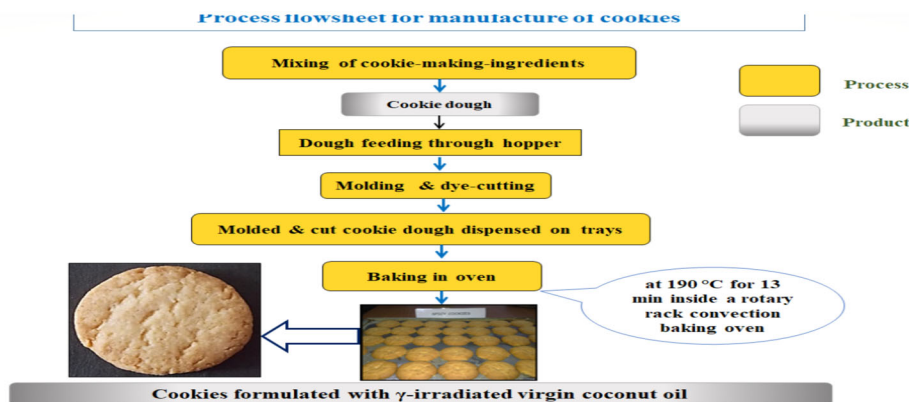 Process flowsheet for manufacture of cookies
Mixing of cookie-making-ingredients
Process
Cookie dough
Product
Dough feeding through hopper
Molding & dye-cutting
Molded & cut cookie dough dispensed on trays
Baking in oven
at 190 °C for 13
min inside a rotary
rack convection
baking oven
Cookies formulated with γ-irradiated virgin coconut oil